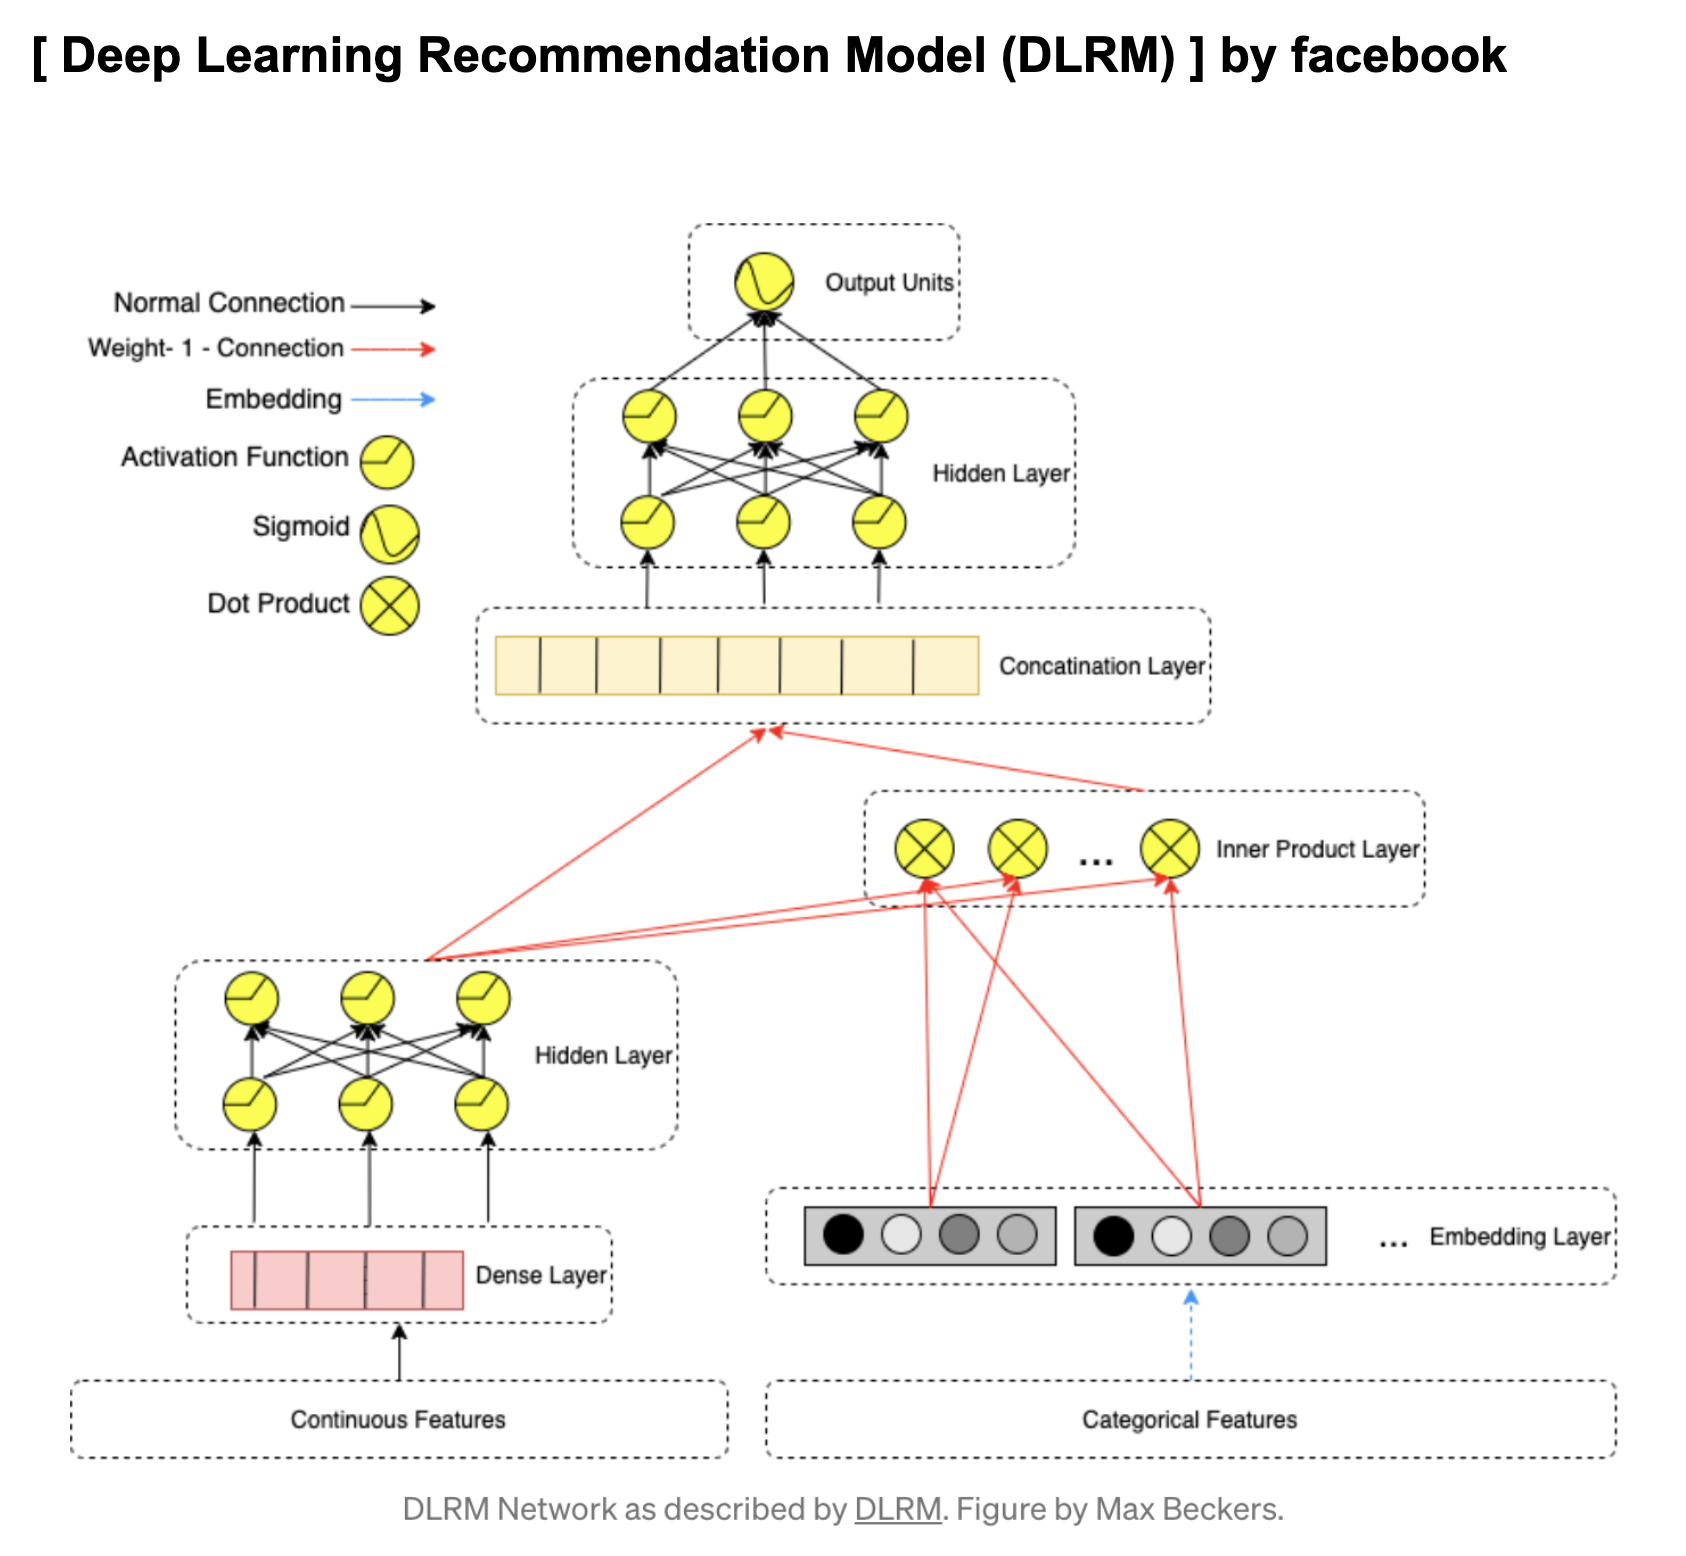 [ Deep Learning Recommendation Model (DLRM) ] by facebook
Output Units
Normal Connection
Weight- 1 - Connection
Embedding
Activation Function
Sigmoid
Dot Product
Hidden Layer
Concatination Layer
...
Inner Product Layer
Hidden Layer
... Embedding Layer
Dense Layer
Continuous Features
Categorical Features
DLRM Network as described by DLRM. Figure by Max Beckers.